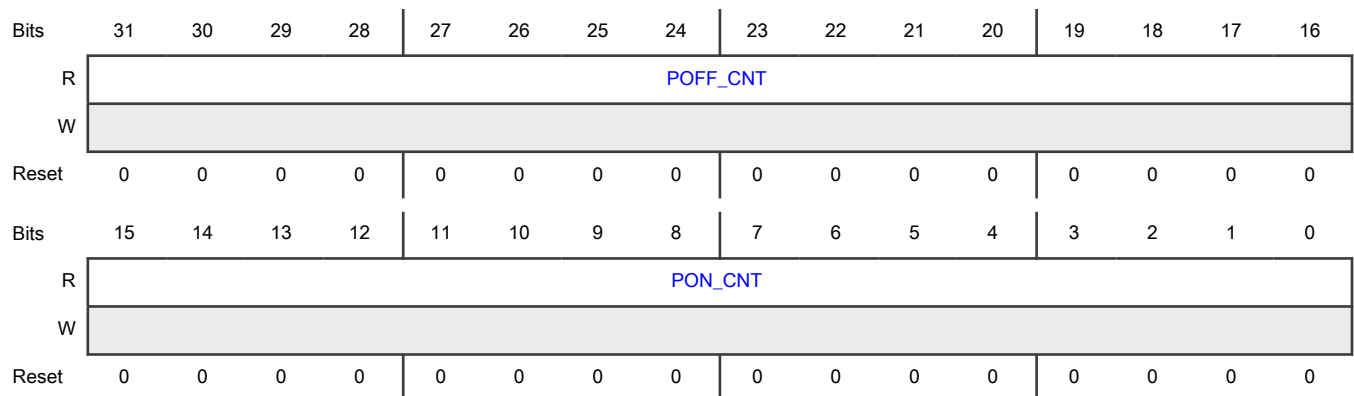 Bits 31 30 29 28 27 26 25 24 23 22 21 20 19 18 17 16
R POFF_CNT
W
Reset 0 0 0 0 0 0 0 0 0 0 0 0 0 0 0 0
Bits 15 14 13 12 11 10 9 8 7 6 5 4 3 2 1 0
R PON_CNT
W
Reset 0 0 0 0 0 0 0 0 0 0 0 0 0 0 0 0